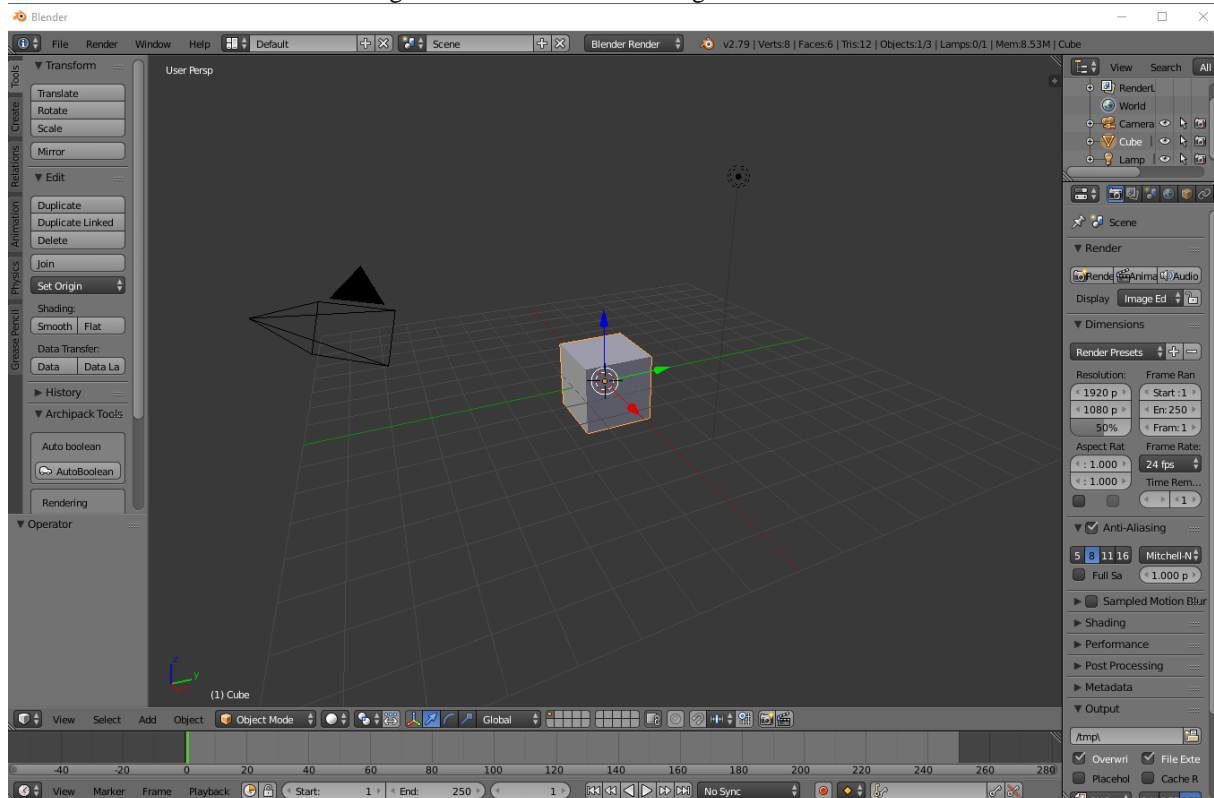 Blender
File Render Window Help Default Scene Blender Render v2.79 | Verts:8 | Faces:6 | Tris:12 | Objects:1/3 | Lamps:0/1 | Mem:8.53M | Cube
Tools
Create
Relations
Animation
Physics
Grease Pencil
Transform
Translate
Rotate
Scale
Mirror
Edit
Duplicate
Duplicate Linked
Delete
Join
Set Origin
Shading:
Smooth Flat
Data Transfer:
Data Data La
History
Archipack Tools
Auto boolean
AutoBoolean
Rendering
Operator
User Persp
z
y
(1) Cube
View Select Add Object Object Mode Global
-40 -20 0 20 40 60 80 100 120 140 160 180 200 220 240 260 280
View Marker Frame Playback Start: 1 End: 250 1 No Sync
View Search All
RenderL
World
Camera
Cube
Lamp
Scene
Render
Rende Anima Audio
Display Image Ed
Dimensions
Render Presets
Resolution: Frame Ran
1920 p Start :1
1080 p En:250
50% Fram:1
Aspect Rat Frame Rate:
: 1.000 24 fps
: 1.000 Time Rem...
1
Anti-Aliasing
5 8 11 16 Mitchell-N
Full Sa 1.000 p
Sampled Motion Blur
Shading
Performance
Post Processing
Metadata
Output
/tmp\
Overwri File Exte
Placehol Cache R